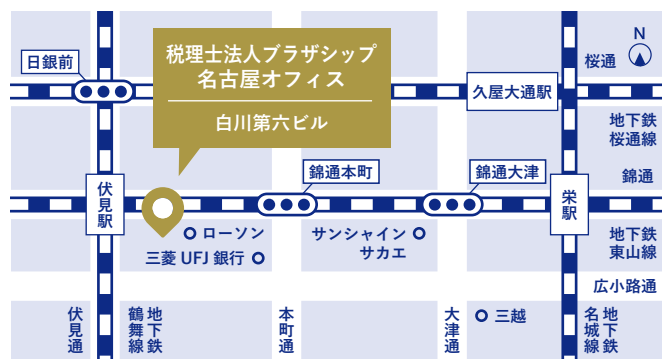 税理士法人ブラザシップ
名古屋オフィス
白川第六ビル
N
桜通
日銀前
久屋大通駅
地下鉄
桜通線
錦通本町
錦通大津
錦通
伏見駅
栄駅
ローソン
三菱UFJ銀行
サンシャイン
サカエ
地下鉄
東山線
広小路通
伏見通
地下鉄
鶴舞線
本町通
大津通
三越
地下鉄
名城線